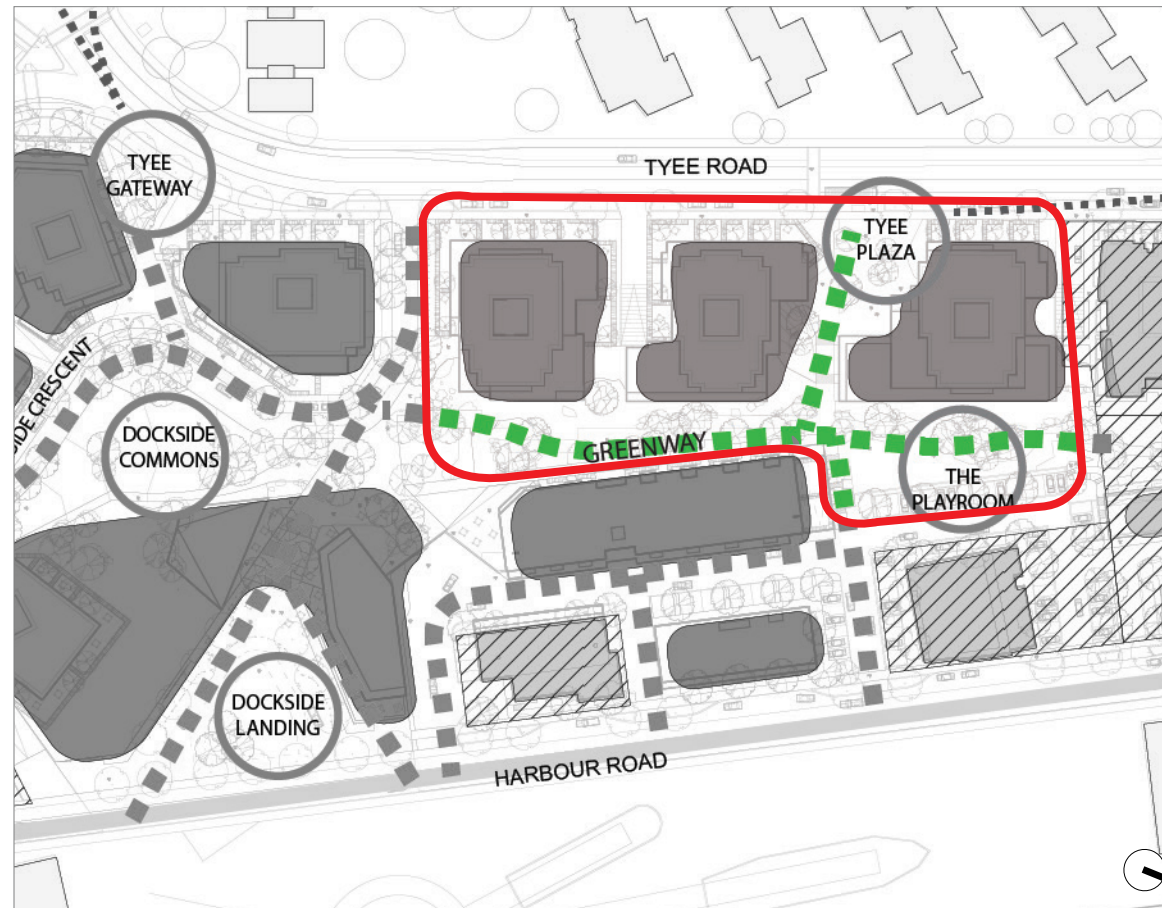 TYEE ROAD
TYEE
GATEWAY
TYEE
PLAZA
SIDE CRESCENT
DOCKSIDE
COMMONS
GREENWAY
THE
PLAYROOM
DOCKSIDE
LANDING
HARBOUR ROAD